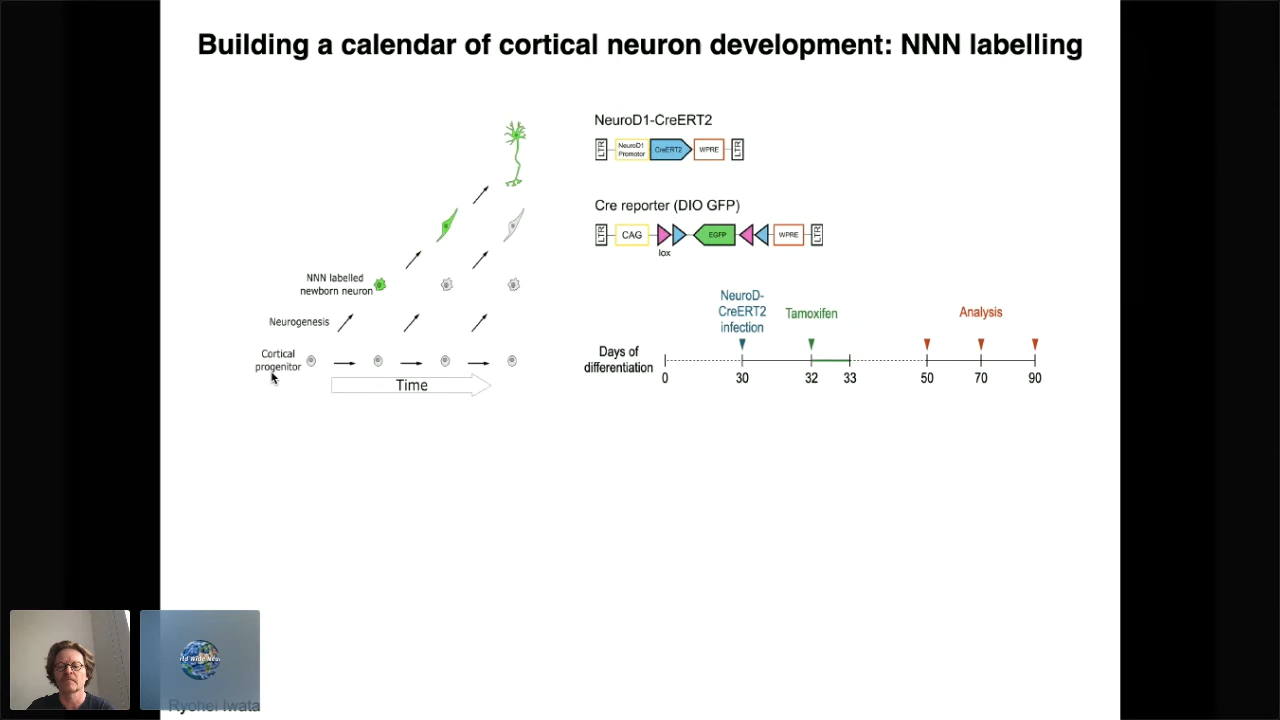 Building a calendar of cortical neuron development: NNN labelling
NNN labelled
newborn neuron
Neurogenesis
Cortical
progenitor
Time
NeuroD1-CreERT2
LTR
NeuroD1
Promotor
CreERT2
WPRE
LTR
Cre reporter (DIO GFP)
LTR
CAG
EGFP
WPRE
LTR
lox
NeuroD-
CreERT2
infection
Tamoxifen
Analysis
Days of
differentiation
0
30
32
33
50
70
90
Ryohei Iwata